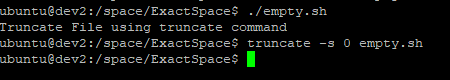 ubuntu@dev2:/space/ExactSpace$ ./empty.sh
Truncate File using truncate command
ubuntu@dev2:/space/ExactSpace$ truncate -s 0 empty.sh
ubuntu@dev2:/space/ExactSpace$